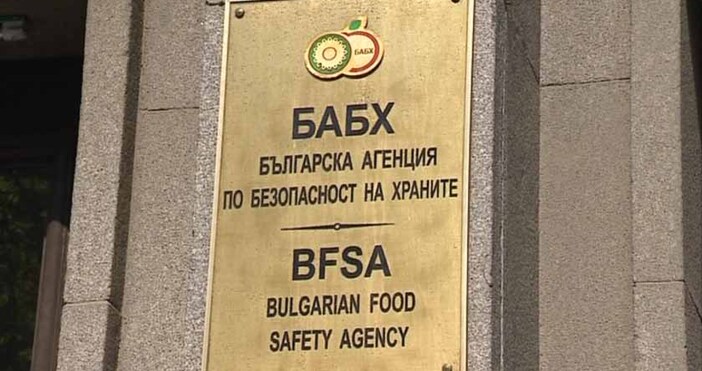 БАБХ
БАБХ
БЪЛГАРСКА АГЕНЦИЯ
ПО БЕЗОПАСНОСТ НА ХРАНИТЕ
BFSA
BULGARIAN FOOD
SAFETY AGENCY